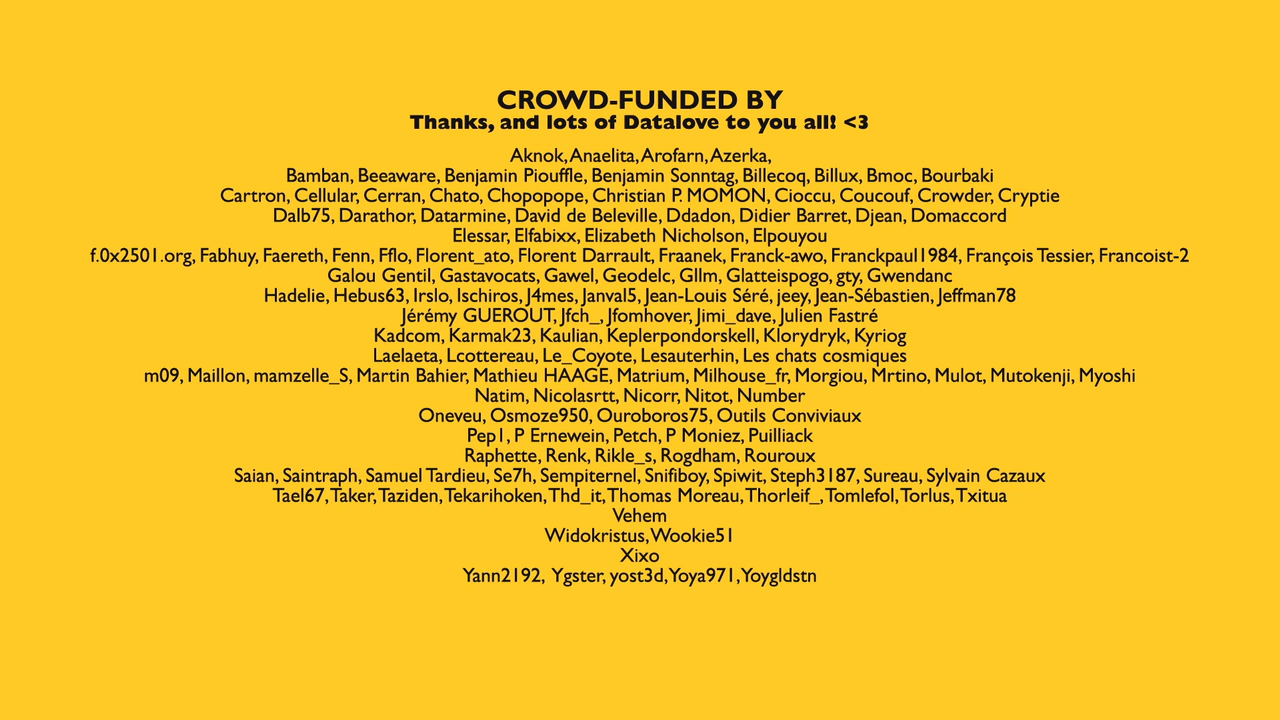 CROWD-FUNDED BY
Thanks, and lots of Datalove to you all! <3
Aknok, Anaelita, Arofarn, Azerka,
Bamban, Beeaware, Benjamin Piouffle, Benjamin Sonntag, Billecoq, Billux, Bmoc, Bourbaki
Cartron, Cellular, Cerran, Chato, Chopopope, Christian P. MOMON, Cioccu, Coucouf, Crowder, Cryptie
Dalb75, Darathor, Datarmine, David de Beleville, Ddadon, Didier Barret, Djean, Domaccord
Elessar, Elfabixx, Elizabeth Nicholson, Elpouyou
f.0x2501.org, Fabhuy, Faereth, Fenn, Fflo, Florent_ato, Florent Darrault, Fraanek, Franck-awo, Franckpaul1984, François Tessier, Francoist-2
Galou Gentil, Gastavocats, Gawel, Geodelc, Gllm, Glatteispogo, gty, Gwendanc
Hadelie, Hebus63, Irslo, Ischiros, J4mes, Janval5, Jean-Louis Séré, jeey, Jean-Sébastien, Jeffman78
Jérémy GUEROUT, Jfch_, Jfomhover, Jimi_dave, Julien Fastré
Kadcom, Karmak23, Kaulian, Keplerpondorskell, Klorydryk, Kyriog
Laelaeta, Lcottereau, Le_Coyote, Lesauterhin, Les chats cosmiques
m09, Maillon, mamzelle_S, Martin Bahier, Mathieu HAAGE, Matrium, Milhouse_fr, Morgiou, Mrtino, Mulot, Mutokenji, Myoshi
Natim, Nicolasrtt, Nicorr, Nitot, Number
Oneveu, Osmoze950, Ouroboros75, Outils Conviviaux
Pep1, P Ernewein, Petch, P Moniez, Puilliack
Raphette, Renk, Rikle_s, Rogdham, Rouroux
Saian, Saintraph, Samuel Tardieu, Se7h, Sempiternel, Snifiboy, Spiwit, Steph3187, Sureau, Sylvain Cazaux
Tael67, Taker, Taziden, Tekarihoken, Thd_it, Thomas Moreau, Thorleif_, Tomlefol, Torlus, Txitua
Vehem
Widokristus, Wookie51
Xixo
Yann2192, Ygster, yost3d, Yoya971, Yoygldstn